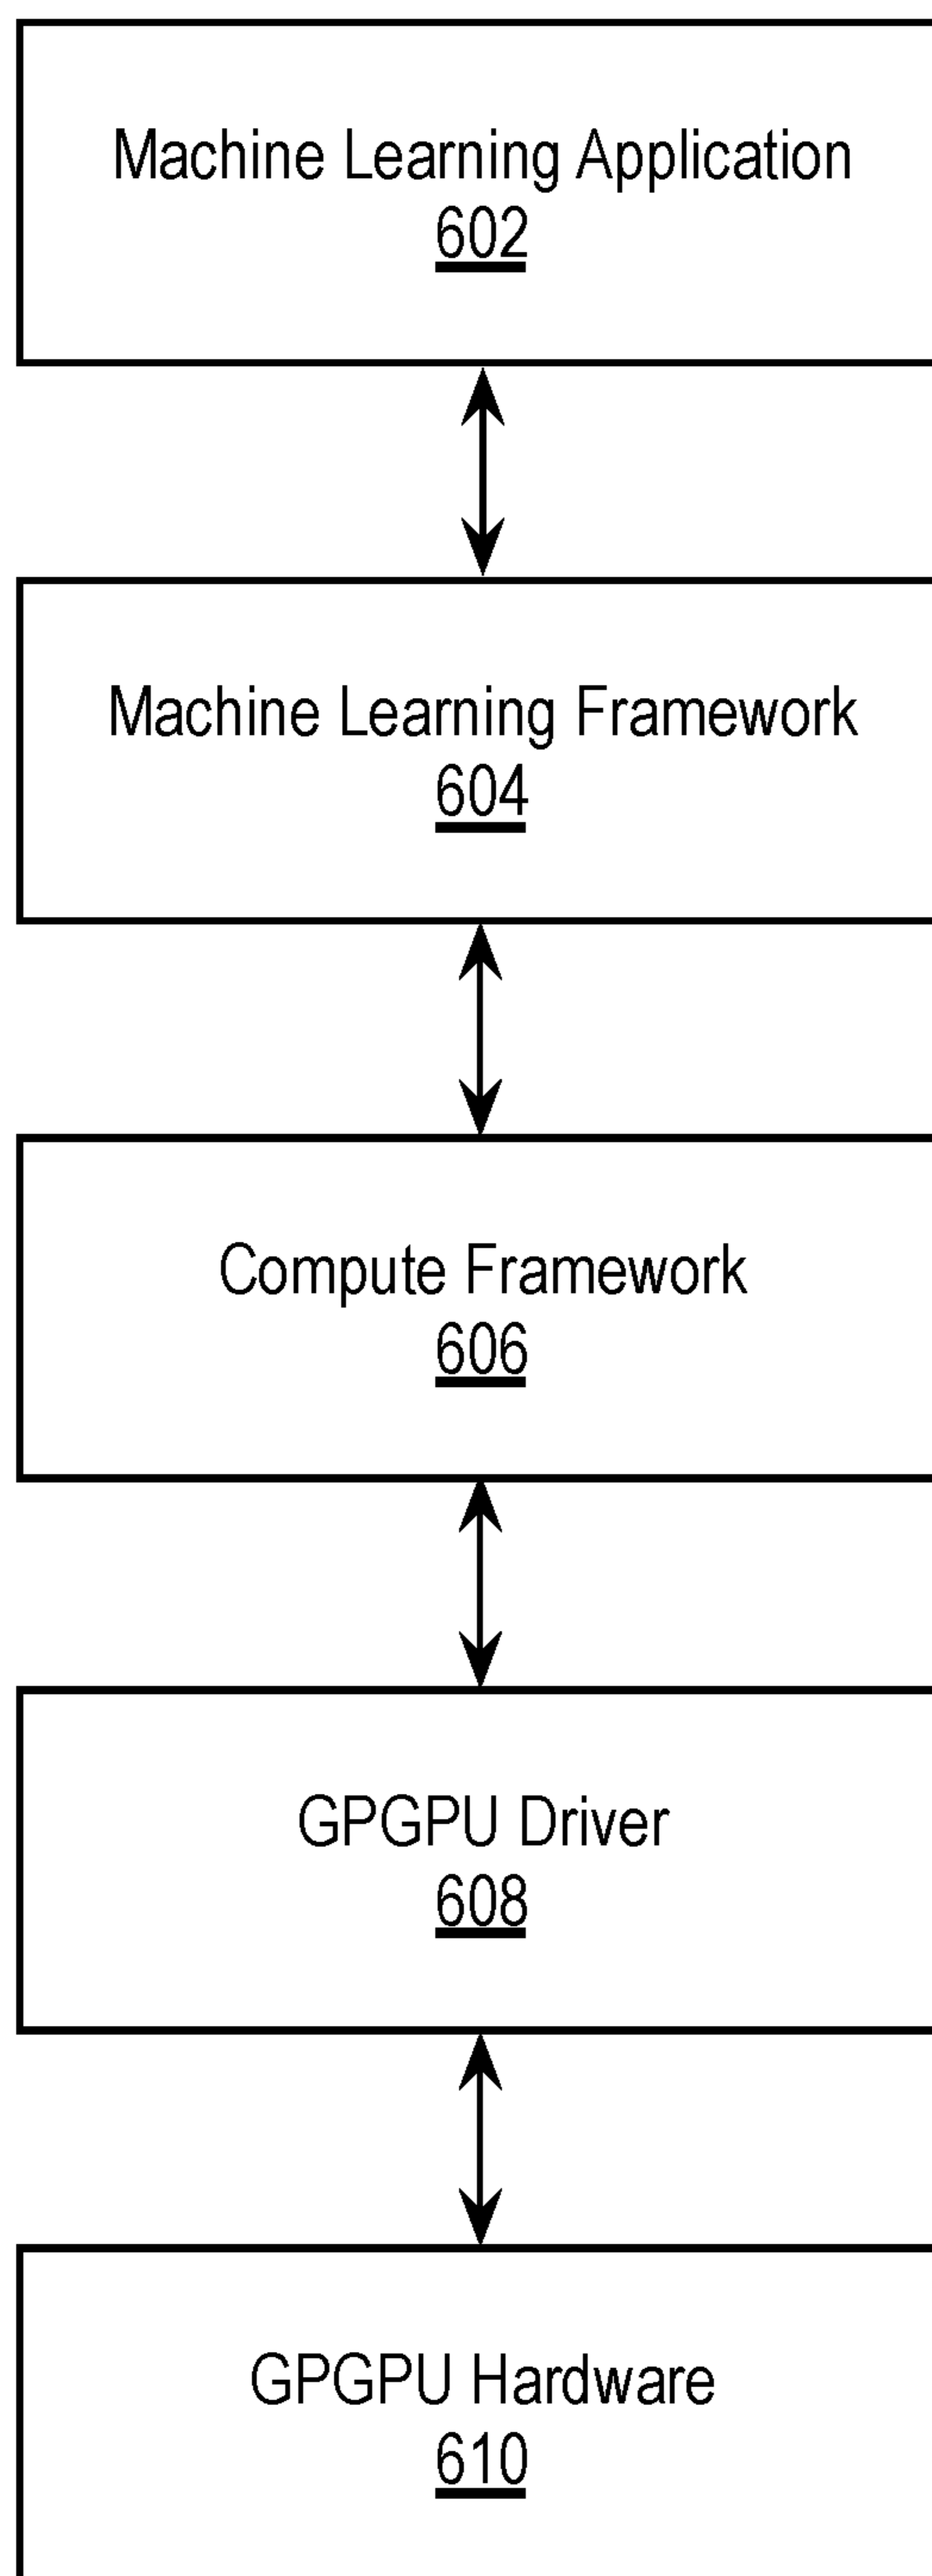 Machine Learning Application
602
Machine Learning Framework
604
Compute Framework
606
GPGPU Driver
608
GPGPU Hardware
610